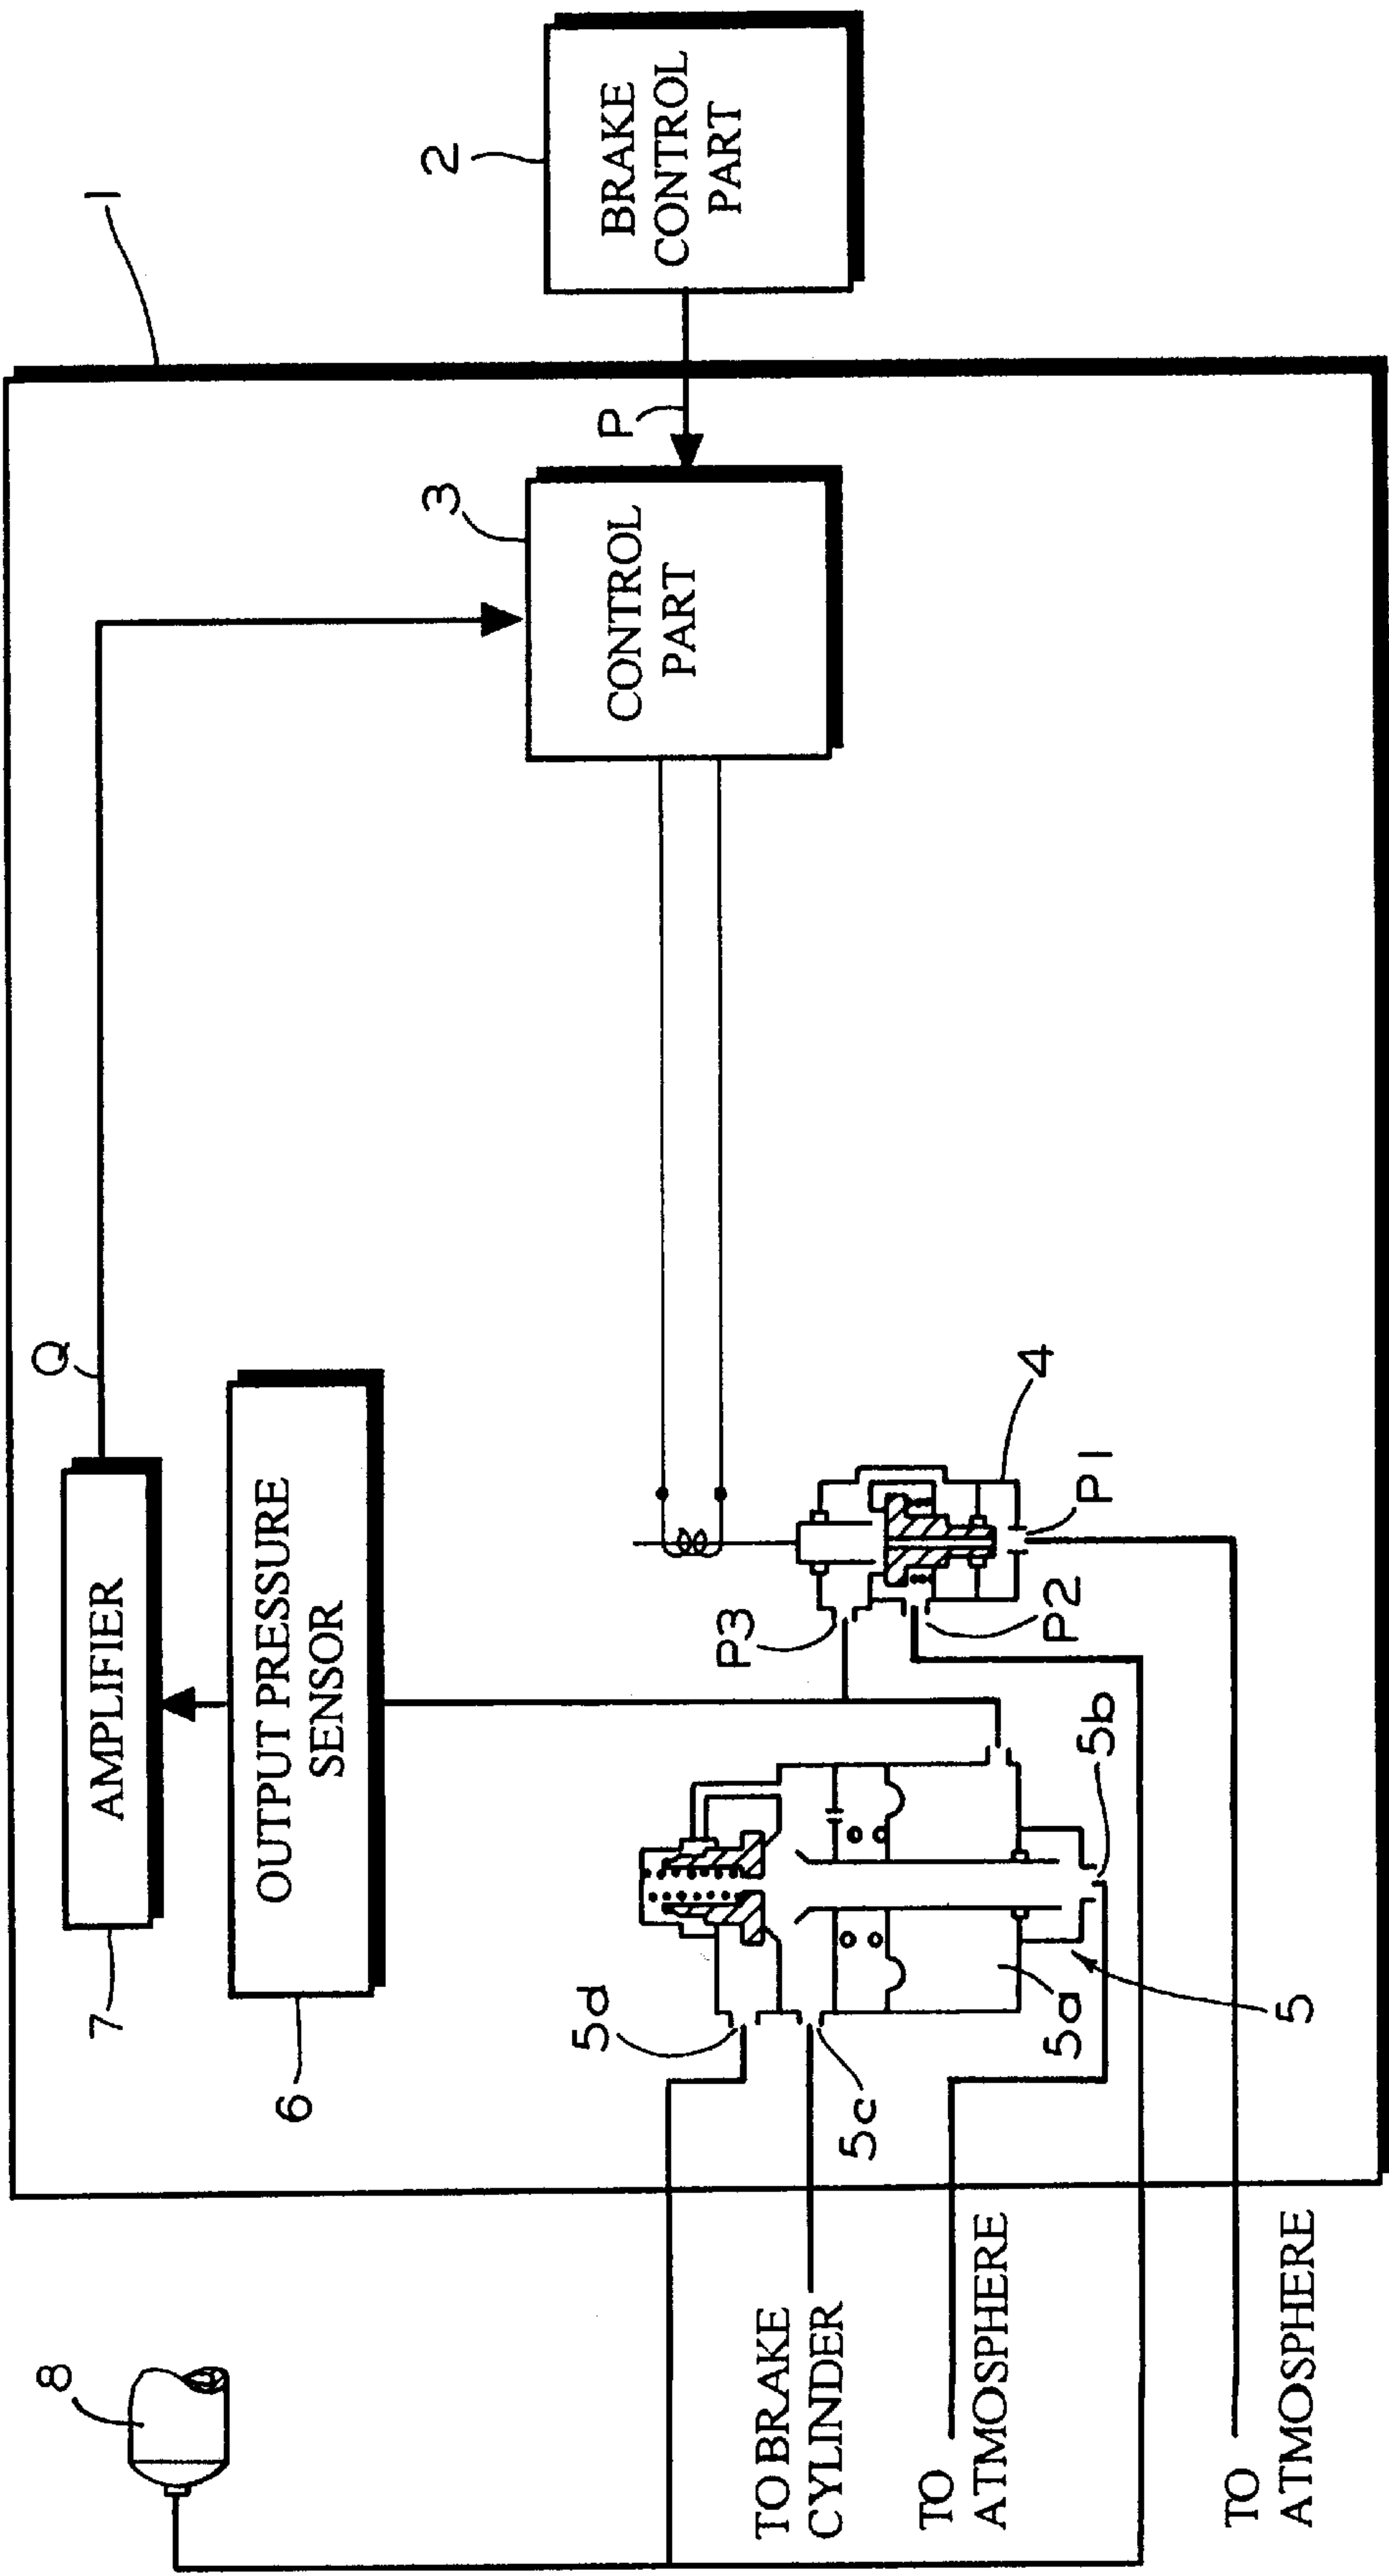 8
TO BRAKE
CYLINDER
TO
ATMOSPHERE
TO
ATMOSPHERE
7
AMPLIFIER
Q
6
OUTPUT PRESSURE
SENSOR
5d
5c
5a
5
5b
P3
P2
P1
4
3
CONTROL
PART
P
1
2
BRAKE
CONTROL
PART